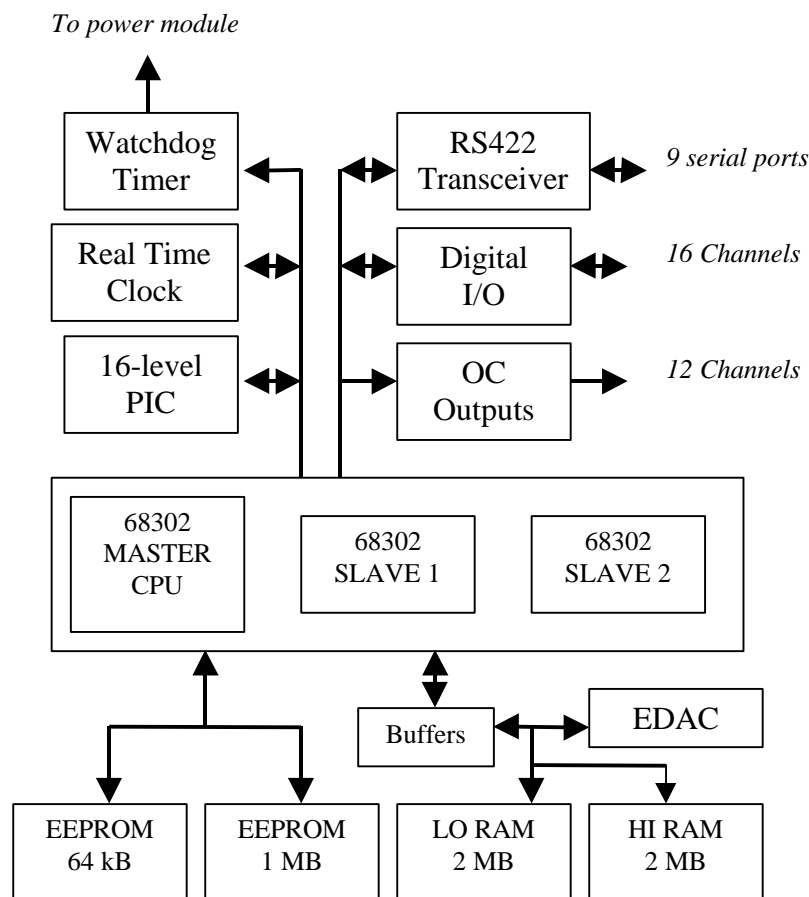 To power module
Watchdog
Timer
RS422
Transceiver
9 serial ports
Real Time
Clock
Digital
I/O
16 Channels
16-level
PIC
OC
Outputs
12 Channels
68302
MASTER
CPU
68302
SLAVE 1
68302
SLAVE 2
Buffers
EDAC
EEPROM
64 kB
EEPROM
1 MB
LO RAM
2 MB
HI RAM
2 MB